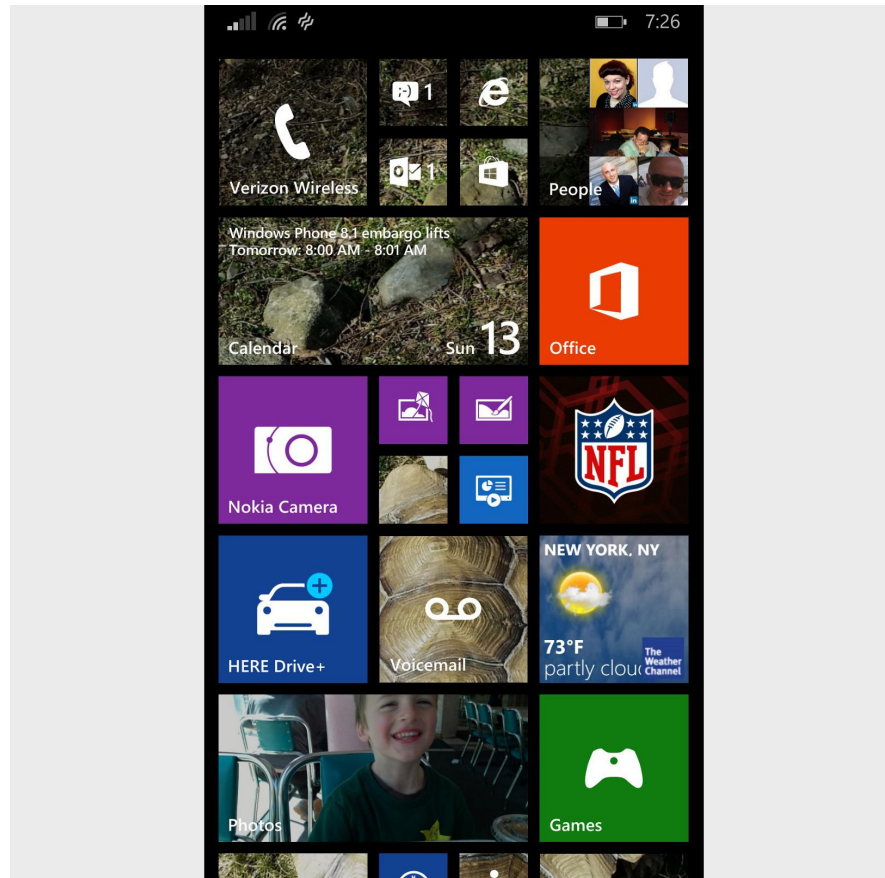 7:26
1
1
Verizon Wireless
People
in
in
Windows Phone 8.1 embargo lifts
Tomorrow: 8:00 AM - 8:01 AM
Calendar
Sun 13
Office
Nokia Camera
NFL
NEW YORK, NY
73°F
partly clou
The
Weather
Channel
HERE Drive+
Voicemail
Photos
Games